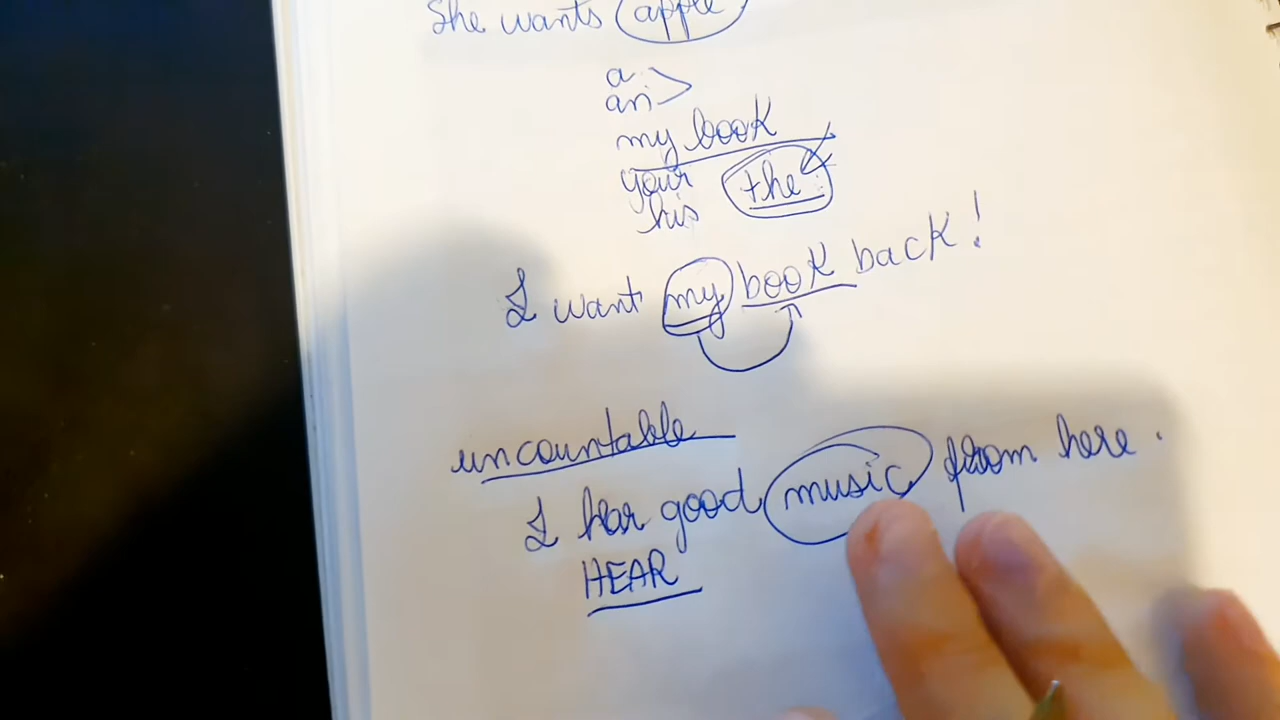 She wants apple
a
an
my book
your the
his
I want my book back!
uncountable
I hear good music from here.
HEAR